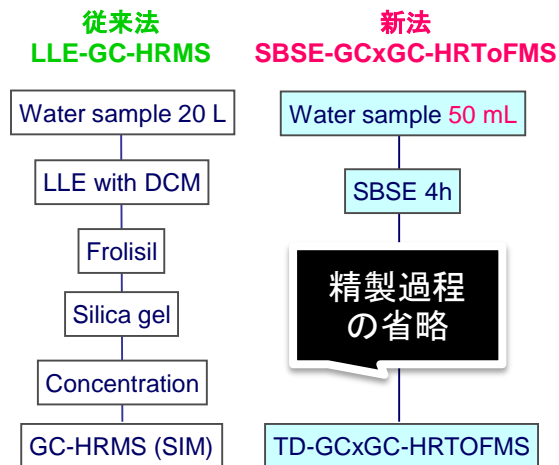 従来法
LLE-GC-HRMS
Water sample 20 L
LLE with DCM
Frolisil
Silica gel
Concentration
GC-HRMS (SIM)
新法
SBSE-GCxGC-HRToFMS
Water sample 50 mL
SBSE 4h
精製過程
の省略
TD-GCxGC-HRTOFMS